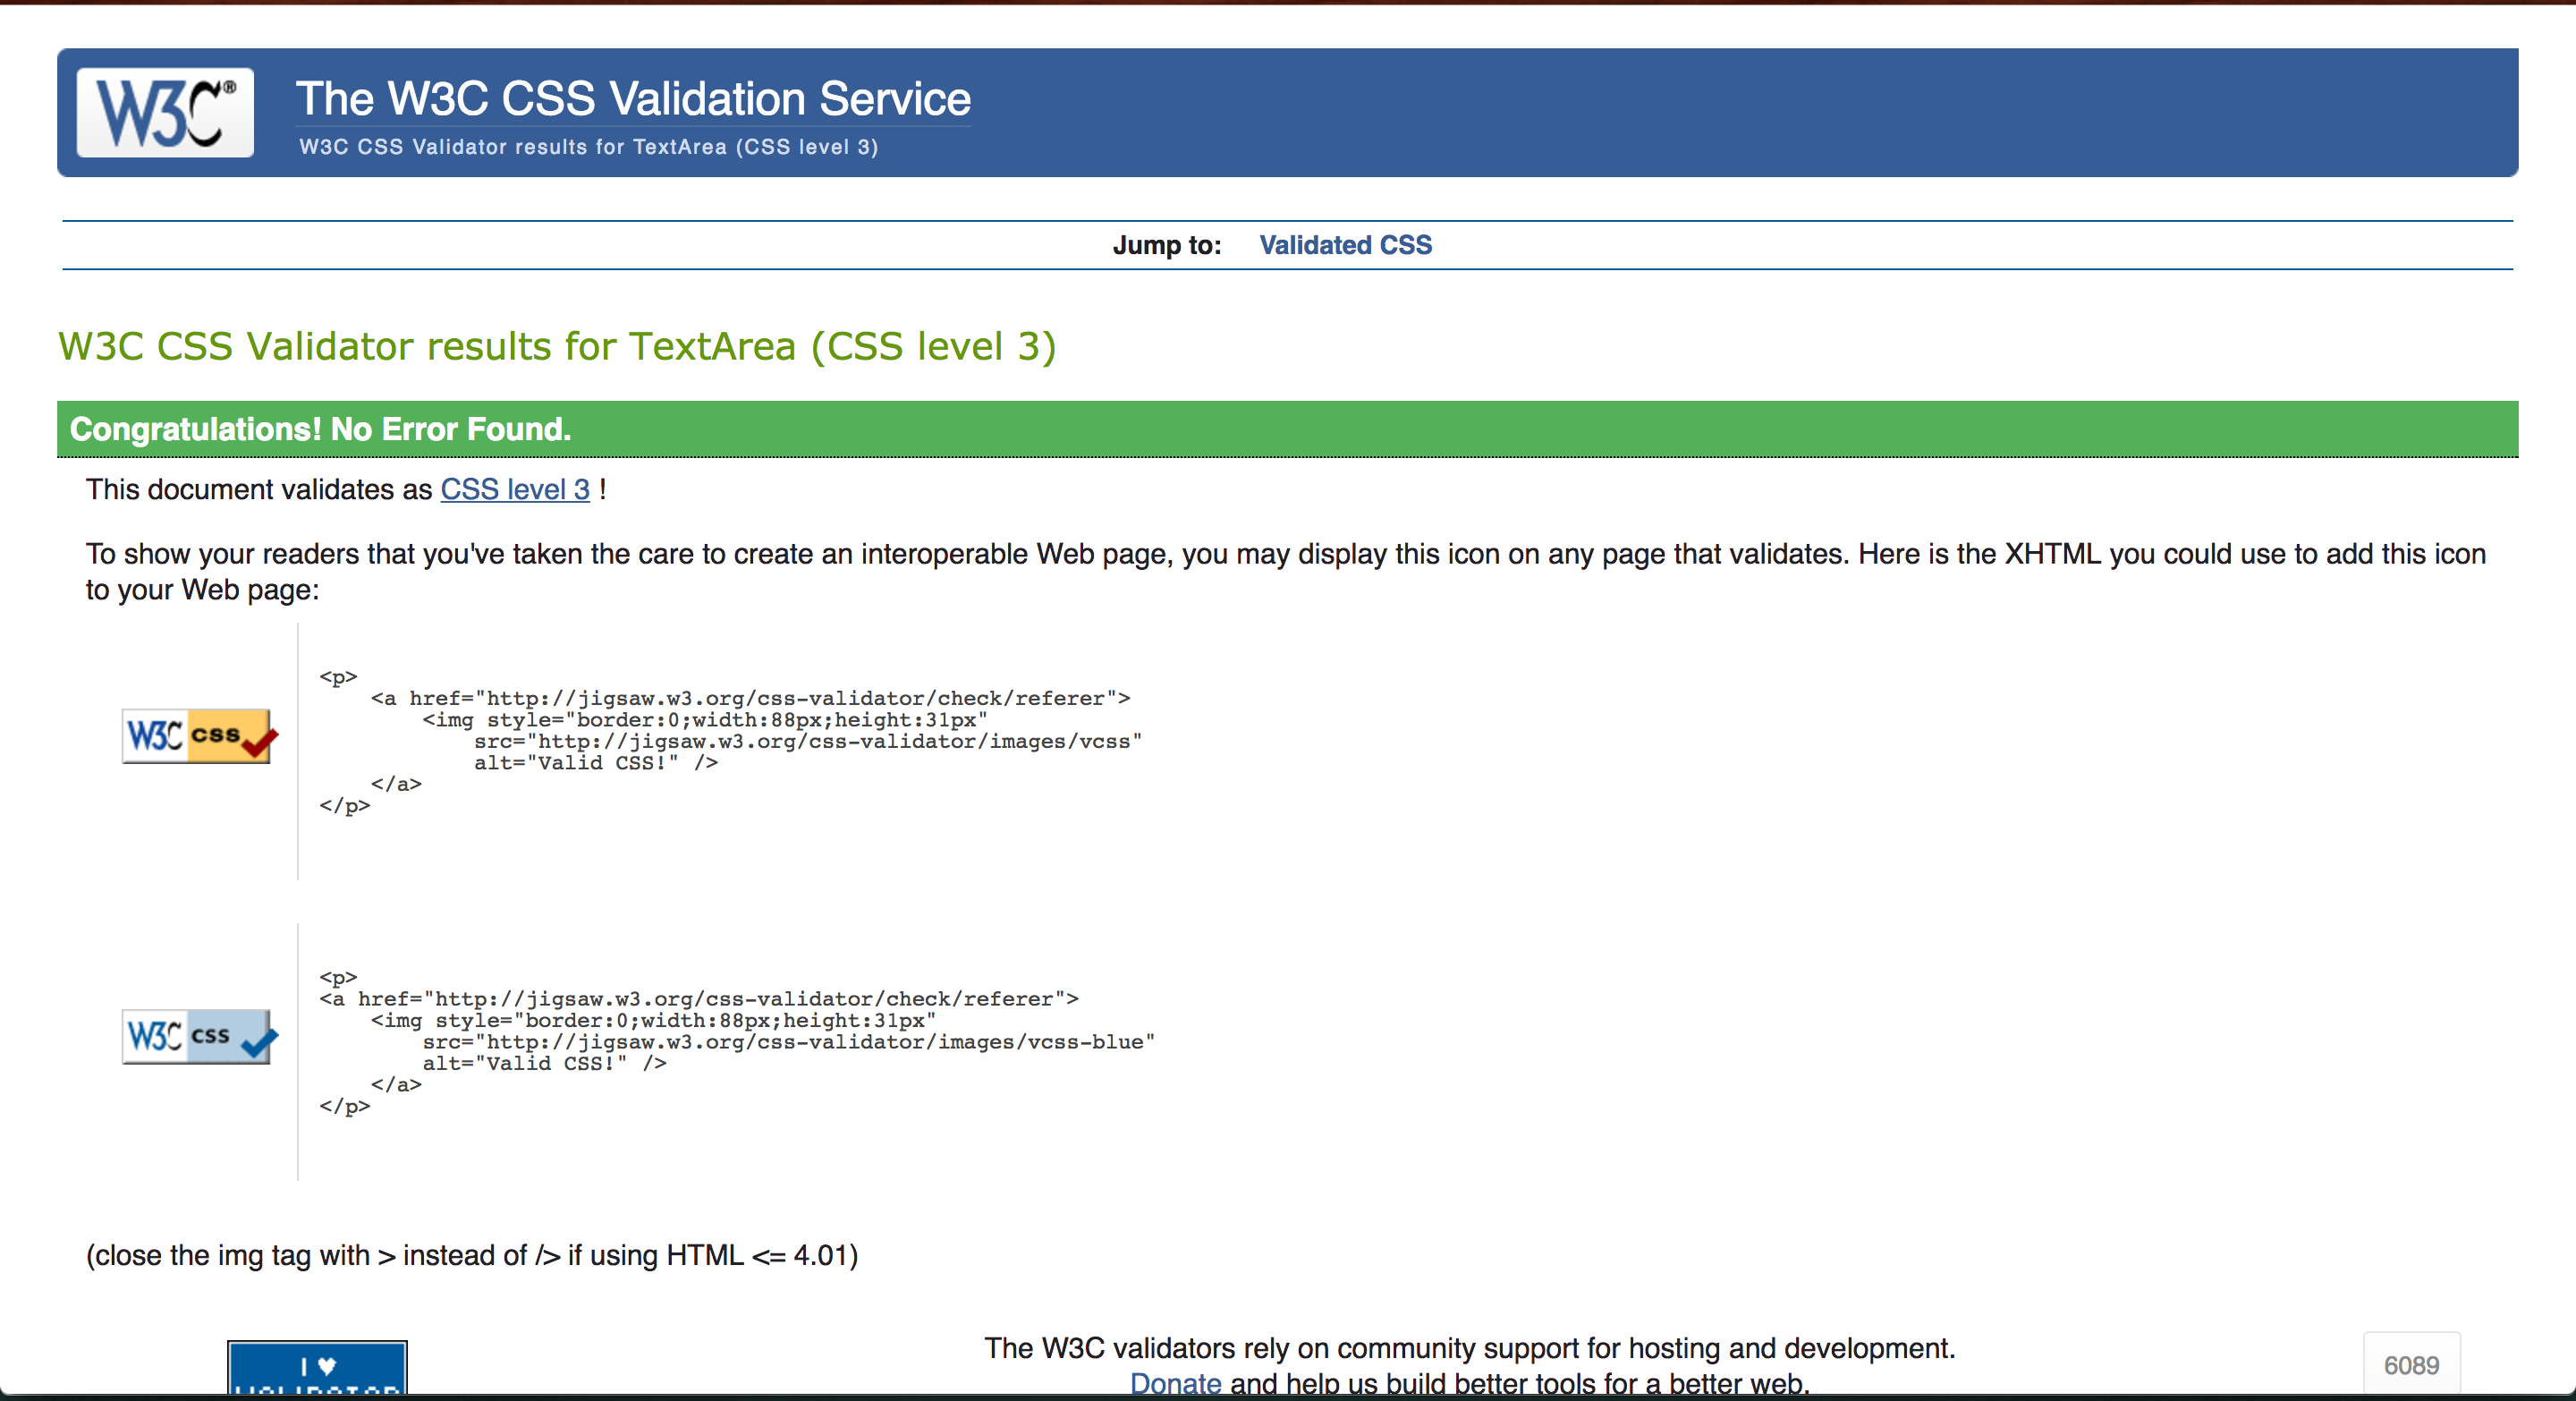 W3C®
The W3C CSS Validation Service
W3C CSS Validator results for TextArea (CSS level 3)
Jump to: Validated CSS
W3C CSS Validator results for TextArea (CSS level 3)
Congratulations! No Error Found.
This document validates as CSS level 3 !
To show your readers that you've taken the care to create an interoperable Web page, you may display this icon on any page that validates. Here is the XHTML you could use to add this icon
to your Web page:
W3C css
<p>
    <a href="http://jigsaw.w3.org/css-validator/check/referer">
        <img style="border:0;width:88px;height:31px"
            src="http://jigsaw.w3.org/css-validator/images/vcss"
            alt="Valid CSS!" />
    </a>
</p>
W3C css
<p>
<a href="http://jigsaw.w3.org/css-validator/check/referer">
    <img style="border:0;width:88px;height:31px"
        src="http://jigsaw.w3.org/css-validator/images/vcss-blue"
        alt="Valid CSS!" />
    </a>
</p>
(close the img tag with > instead of /> if using HTML <= 4.01)
I ♥
VALIDATOR
The W3C validators rely on community support for hosting and development.
Donate and help us build better tools for a better web.
6089